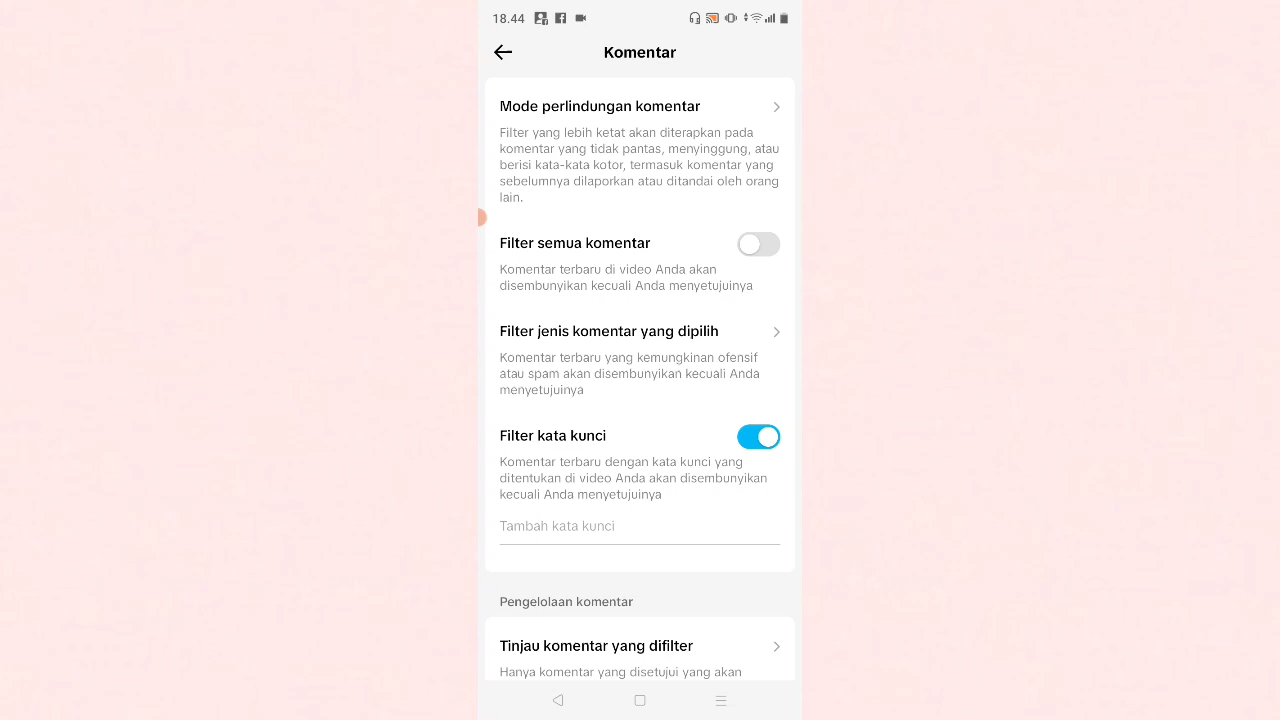 18.44
Komentar
Mode perlindungan komentar
Filter yang lebih ketat akan diterapkan pada
komentar yang tidak pantas, menyinggung, atau
berisi kata-kata kotor, termasuk komentar yang
sebelumnya dilaporkan atau ditandai oleh orang
lain.
Filter semua komentar
Komentar terbaru di video Anda akan
disembunyikan kecuali Anda menyetujuinya
Filter jenis komentar yang dipilih
Komentar terbaru yang kemungkinan ofensif
atau spam akan disembunyikan kecuali Anda
menyetujuinya
Filter kata kunci
Komentar terbaru dengan kata kunci yang
ditentukan di video Anda akan disembunyikan
kecuali Anda menyetujuinya
Tambah kata kunci
Pengelolaan komentar
Tinjau komentar yang difilter
Hanya komentar yang disetujui yang akan